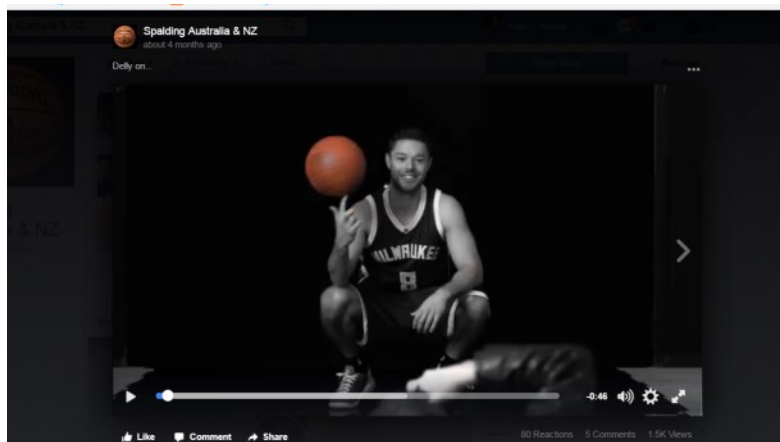 Spalding Australia & NZ
about 4 months ago
Delly on...
MILWAUKEE
8
-0:46
Like Comment Share
80 Reactions 5 Comments 1.5K Views
& NZ